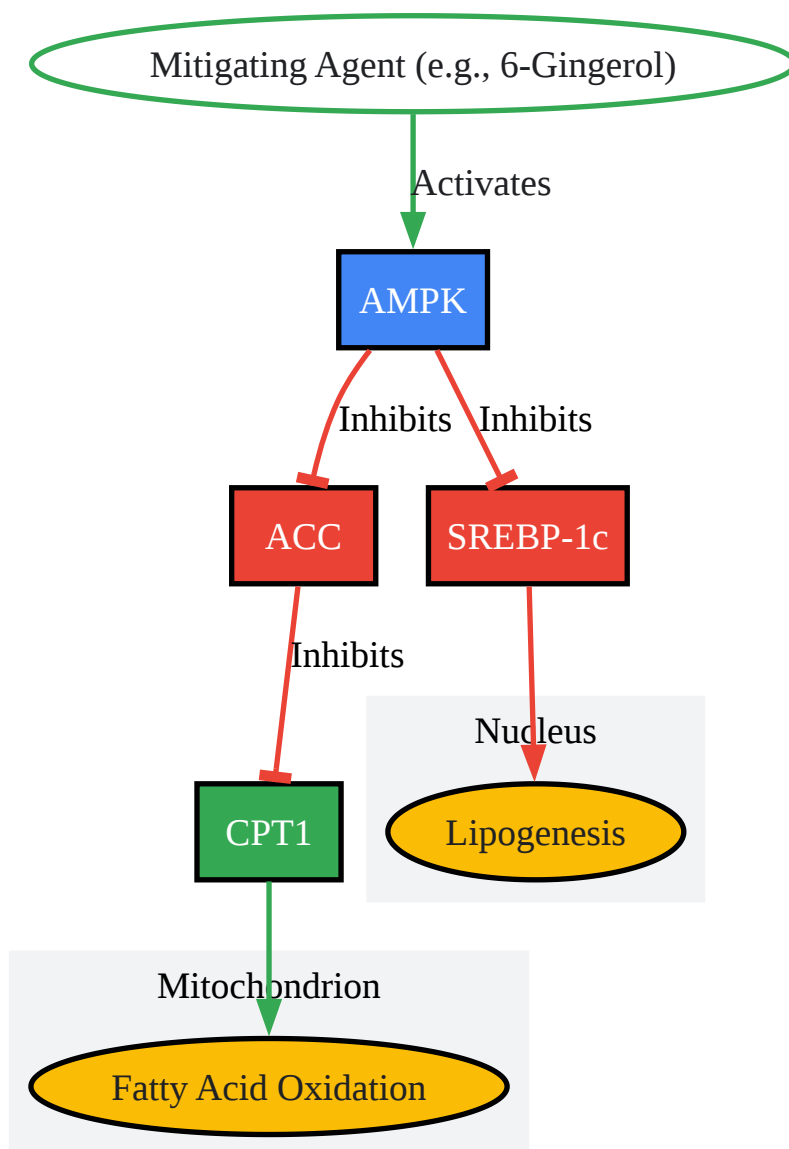 Mitigating Agent (e.g., 6-Gingerol)
Activates
AMPK
Inhibits
Inhibits
ACC
SREBP-1c
Inhibits
Nucleus
CPT1
Lipogenesis
Mitochondrion
Fatty Acid Oxidation